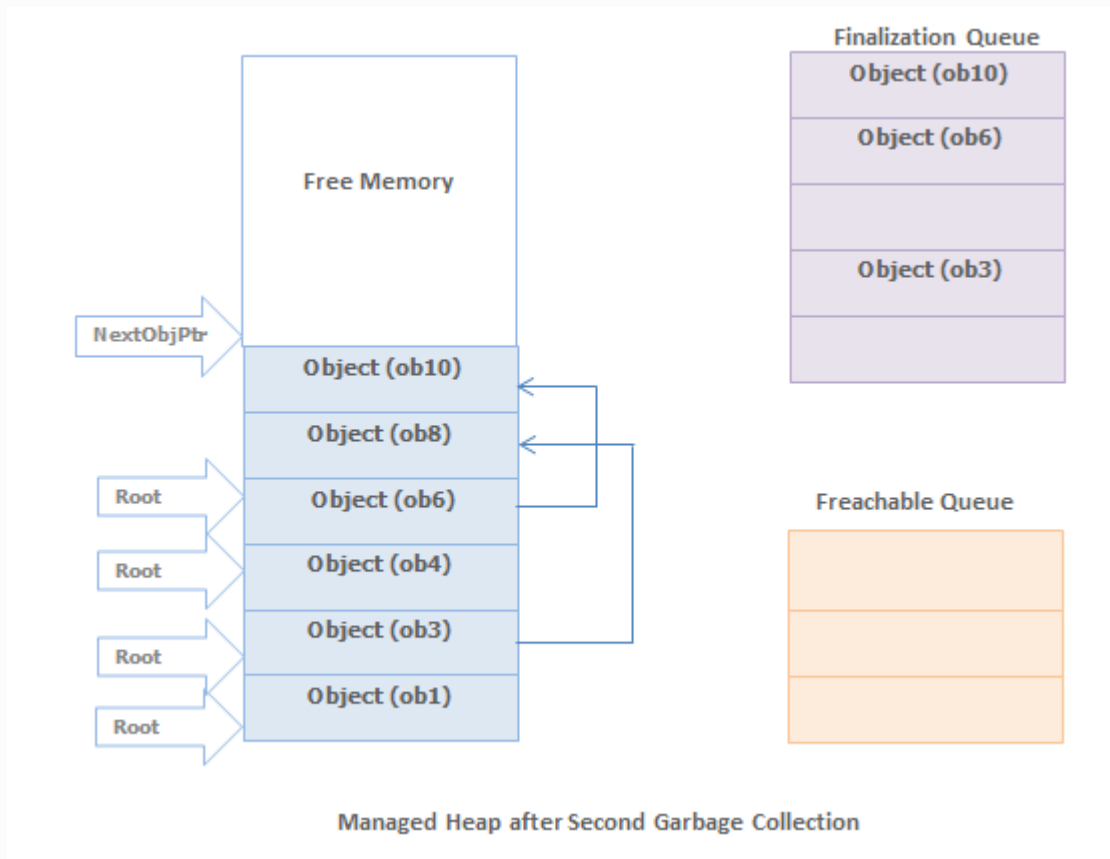 Finalization Queue
Object (ob10)
Object (ob6)
Object (ob3)
Free Memory
NextObjPtr
Object (ob10)
Object (ob8)
Root
Object (ob6)
Root
Object (ob4)
Root
Object (ob3)
Root
Object (ob1)
Freachable Queue
Managed Heap after Second Garbage Collection